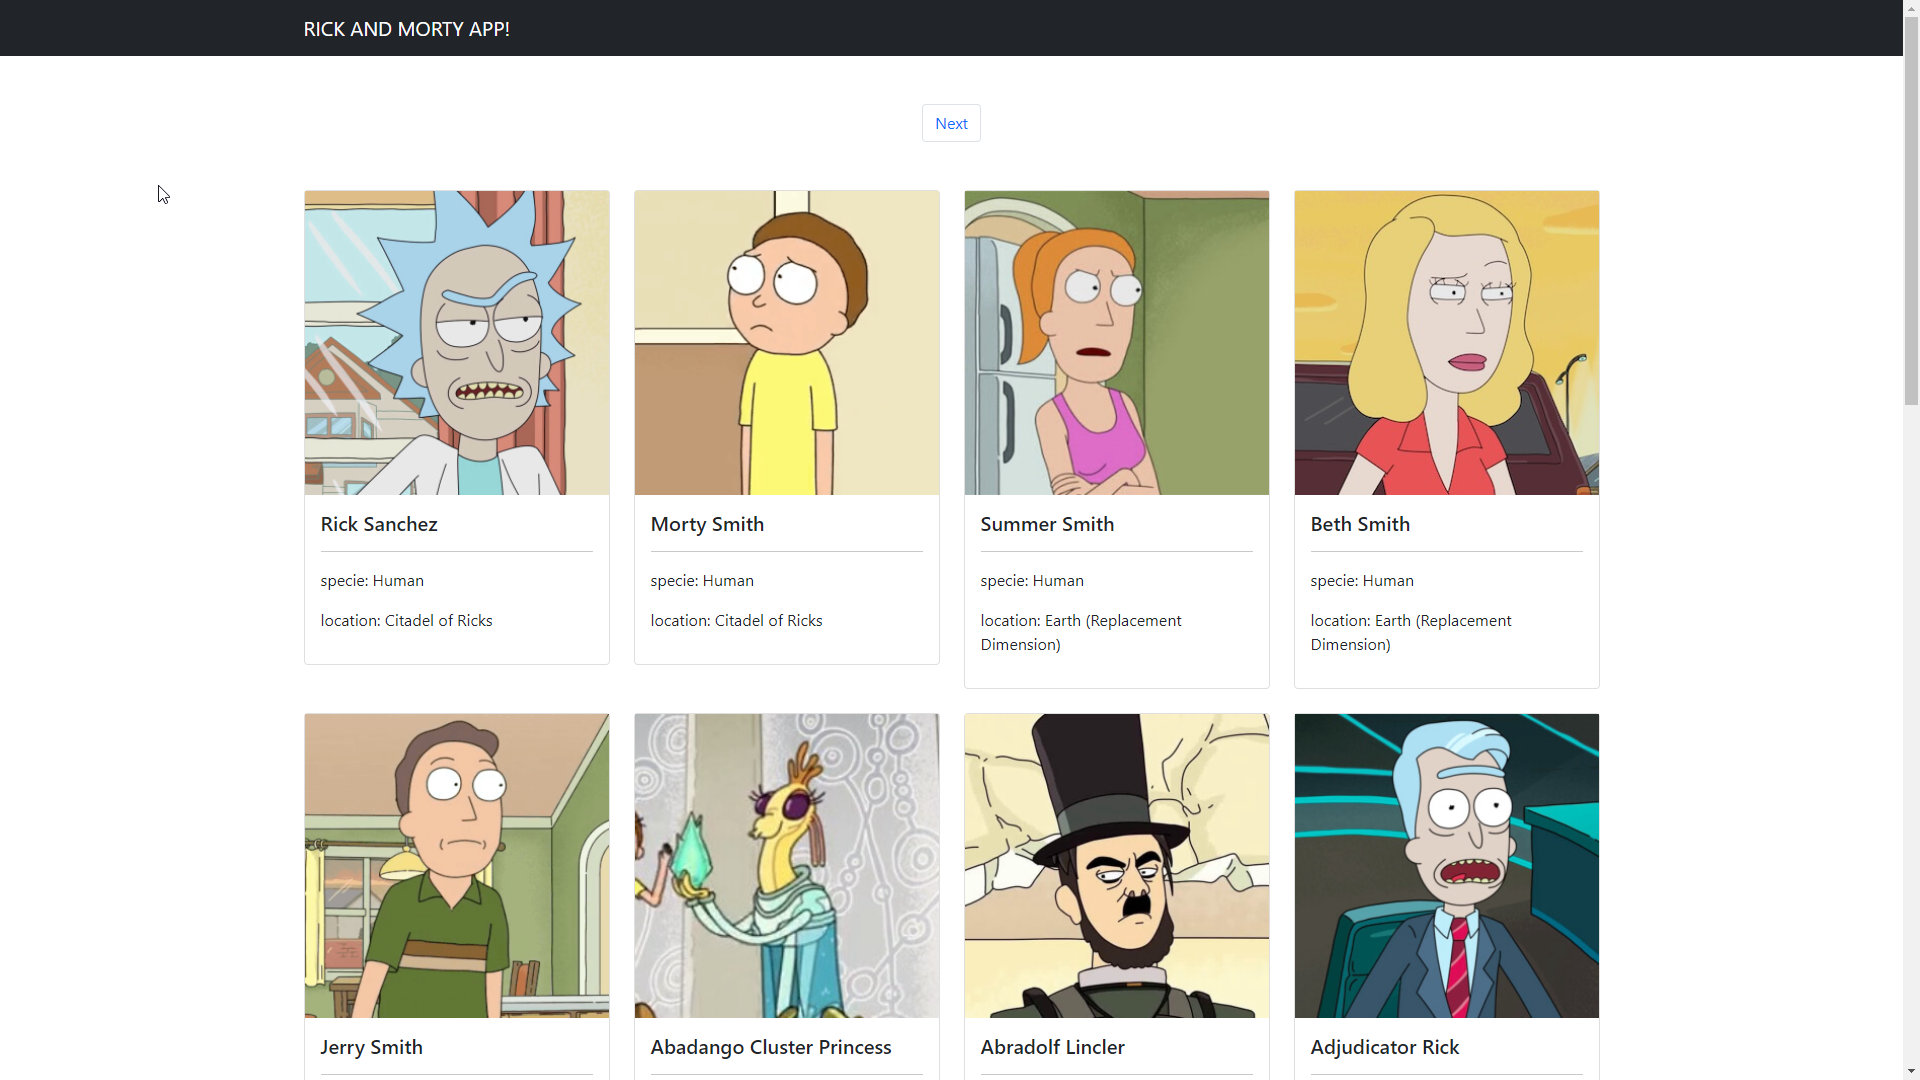 RICK AND MORTY APP!
Next
Rick Sanchez
specie: Human
location: Citadel of Ricks
Morty Smith
specie: Human
location: Citadel of Ricks
Summer Smith
specie: Human
location: Earth (Replacement
Dimension)
Beth Smith
specie: Human
location: Earth (Replacement
Dimension)
Jerry Smith
Abadango Cluster Princess
Abradolf Lincler
Adjudicator Rick